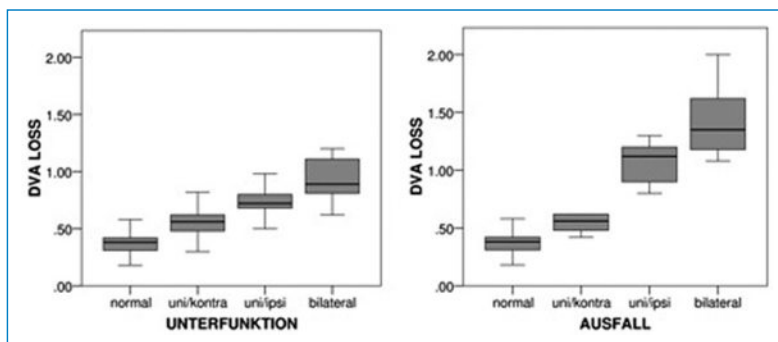 DVA LOSS
2.00
1.50
1.00
.50
.00
normal uni/kontra uni/ipsi bilateral
UNTERFUNKTION
DVA LOSS
2.00
1.50
1.00
.50
.00
normal uni/kontra uni/ipsi bilateral
AUSFALL